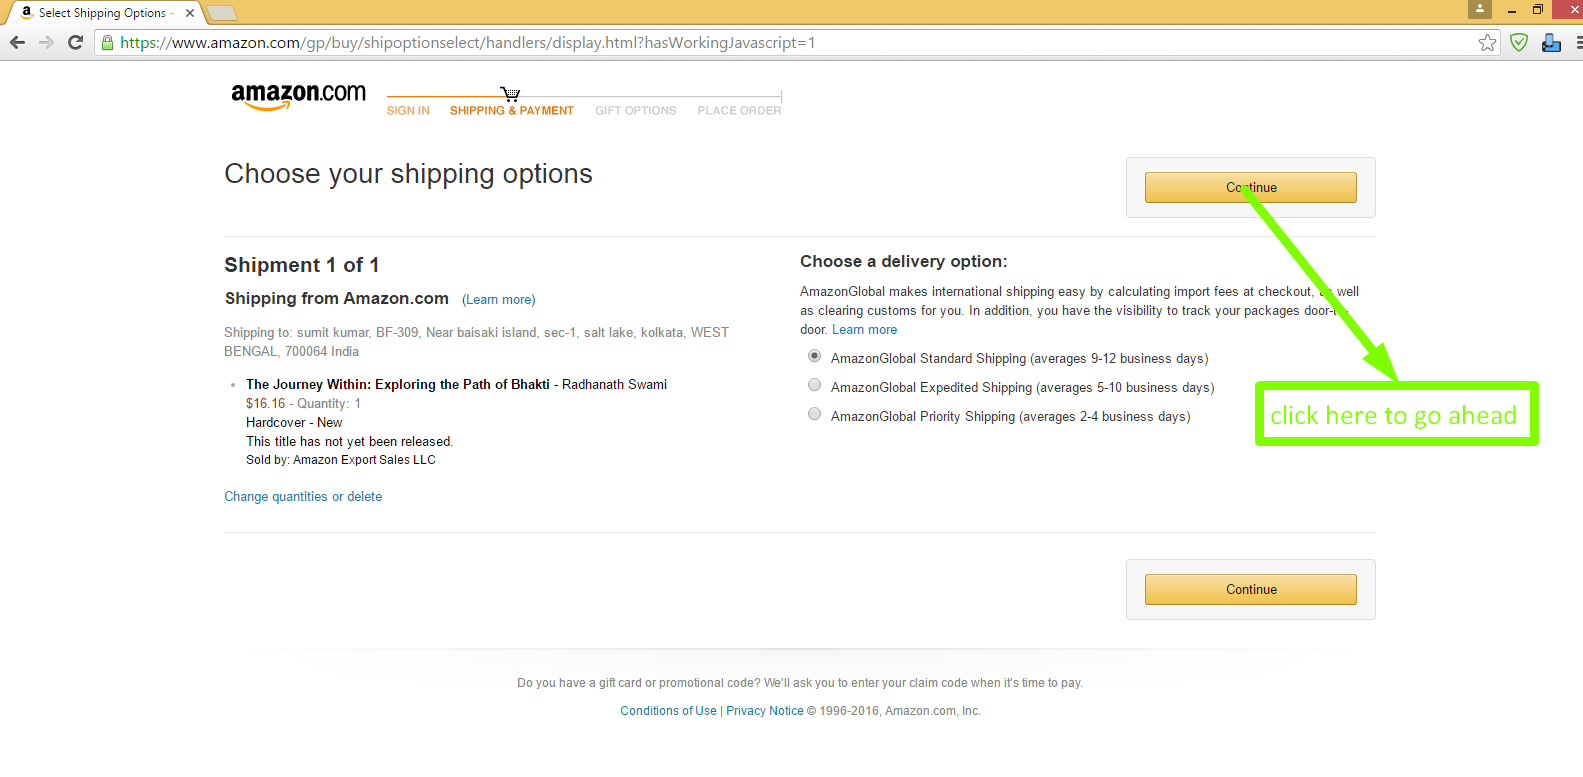 Select Shipping Options -
https://www.amazon.com/gp/buy/shipoptionselect/handlers/display.html?hasWorkingJavascript=1
amazon.com
SIGN IN SHIPPING & PAYMENT GIFT OPTIONS PLACE ORDER
Choose your shipping options
Continue
Shipment 1 of 1
Shipping from Amazon.com (Learn more)
Shipping to: sumit kumar, BF-309, Near baisaki island, sec-1, salt lake, kolkata, WEST
BENGAL, 700064 India
The Journey Within: Exploring the Path of Bhakti - Radhanath Swami
$16.16 - Quantity: 1
Hardcover - New
This title has not yet been released.
Sold by: Amazon Export Sales LLC
Change quantities or delete
Choose a delivery option:
AmazonGlobal makes international shipping easy by calculating import fees at checkout, as well
as clearing customs for you. In addition, you have the visibility to track your packages door-to-
door. Learn more
AmazonGlobal Standard Shipping (averages 9-12 business days)
AmazonGlobal Expedited Shipping (averages 5-10 business days)
AmazonGlobal Priority Shipping (averages 2-4 business days)
click here to go ahead
Continue
Do you have a gift card or promotional code? We'll ask you to enter your claim code when it's time to pay.
Conditions of Use | Privacy Notice © 1996-2016, Amazon.com, Inc.